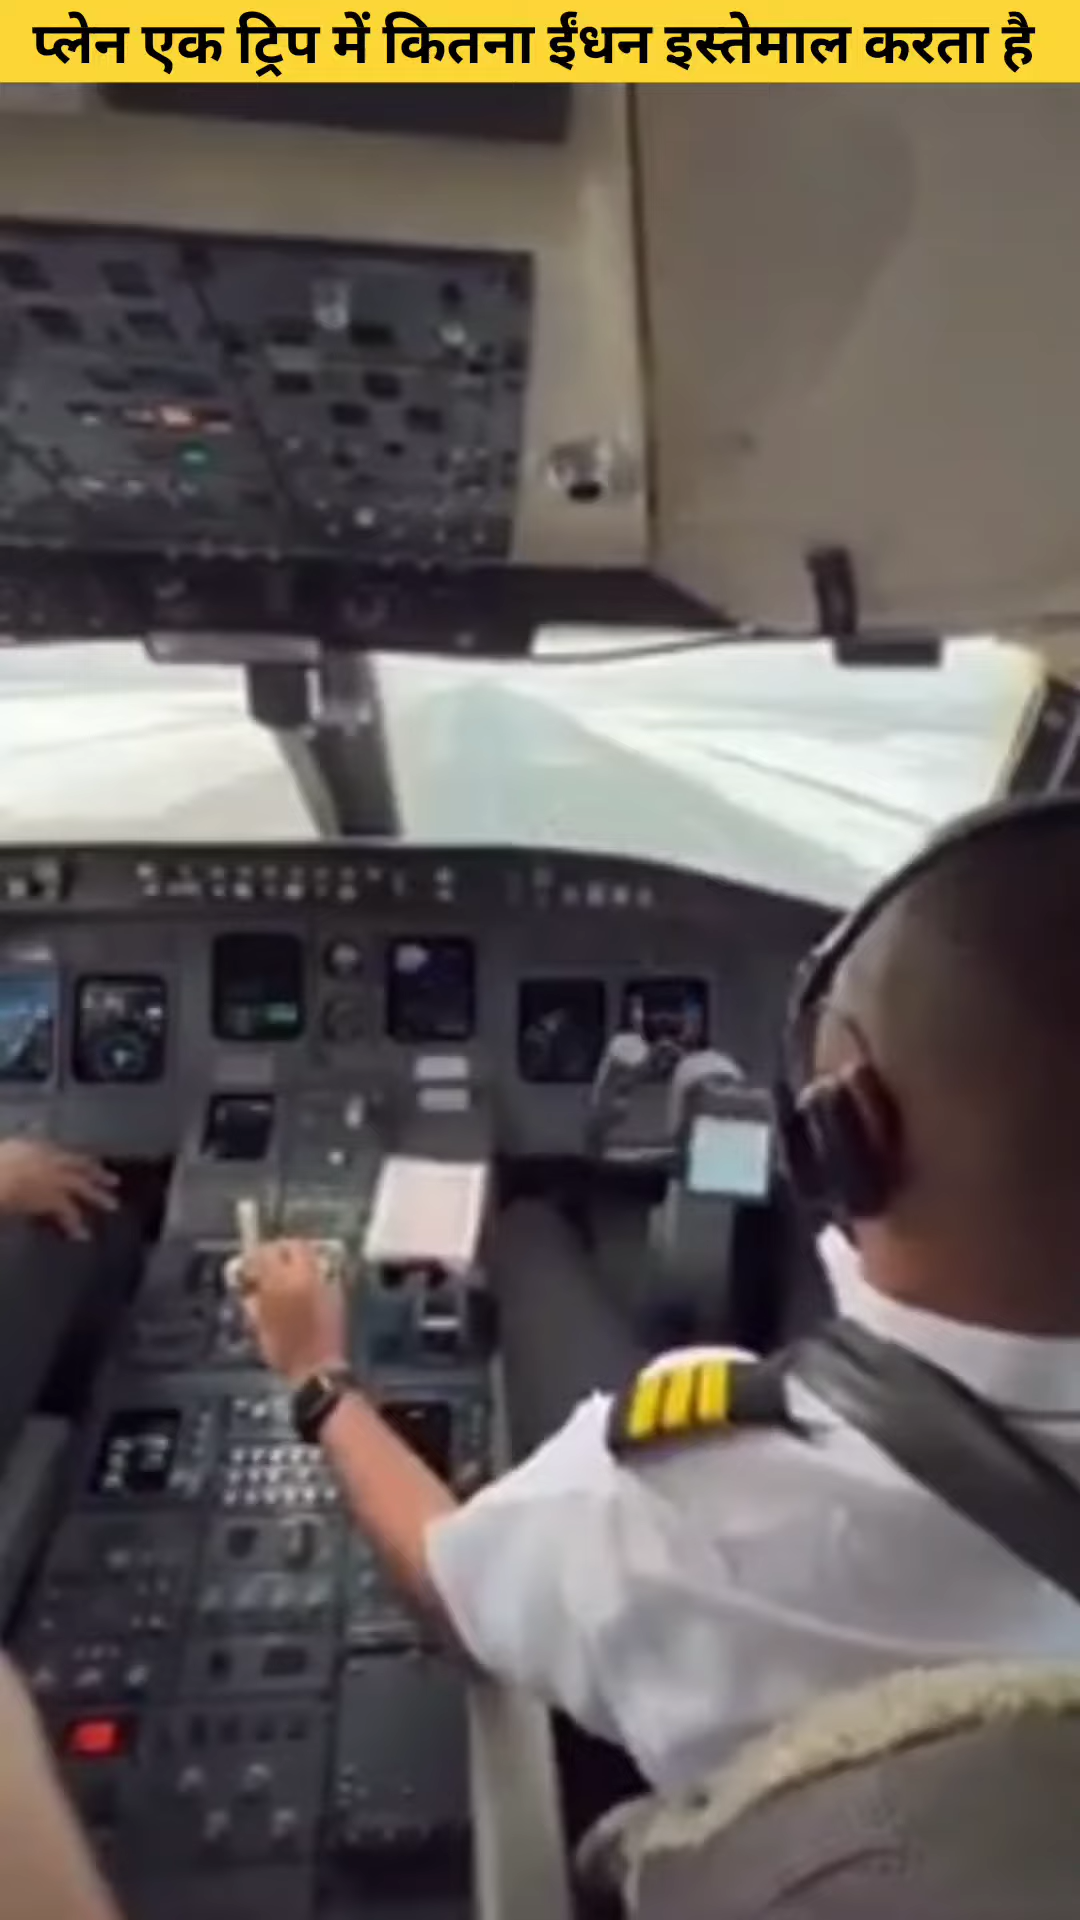 प्लेन एक ट्रिप में कितना ईंधन इस्तेमाल करता है